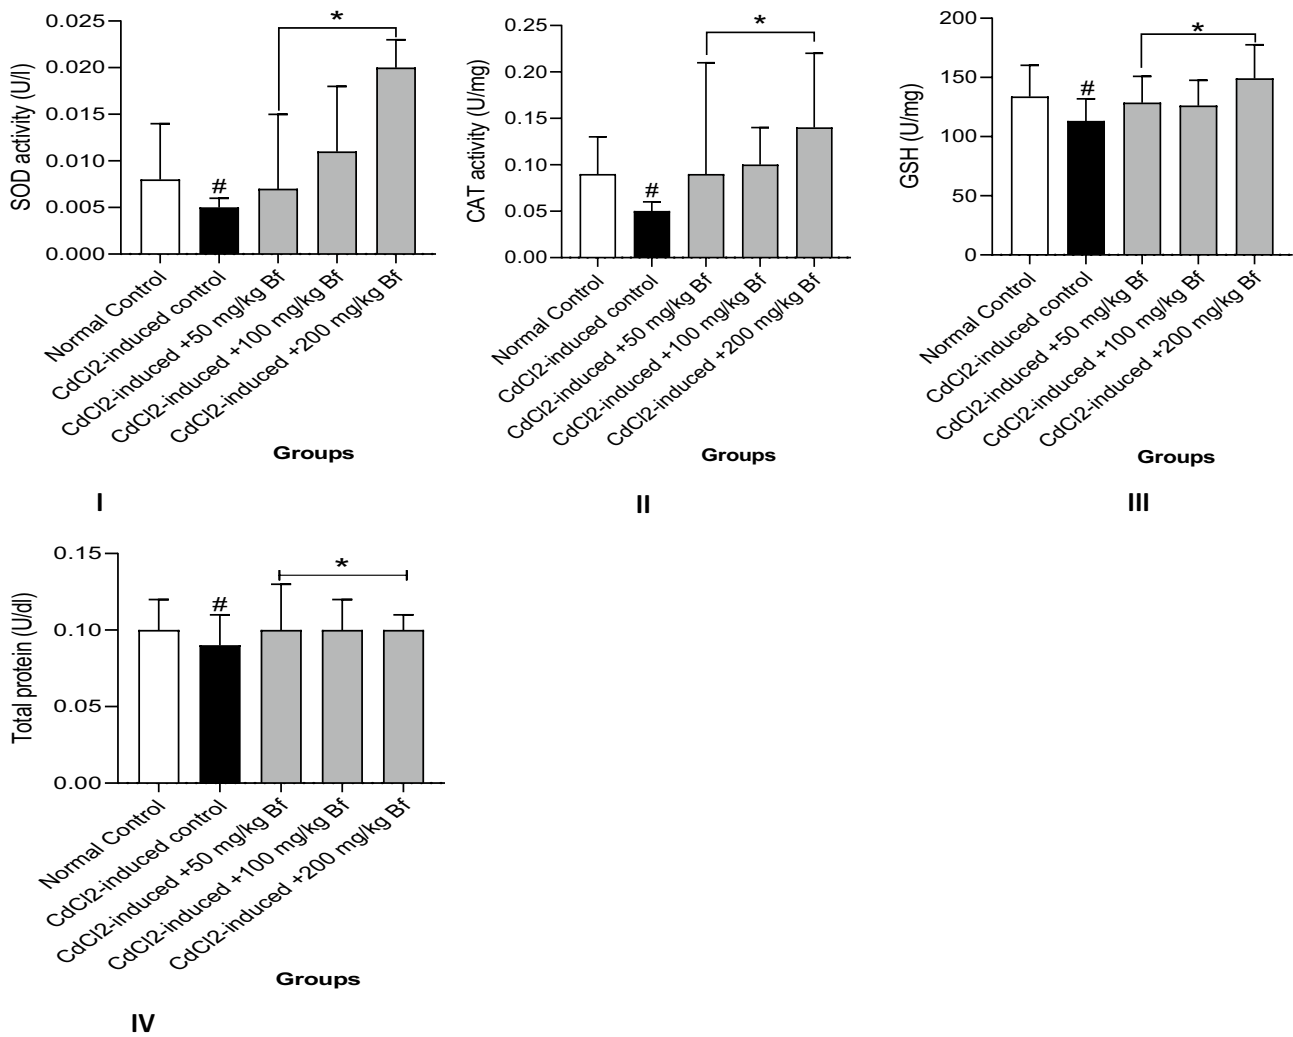 SOD activity (U/l)
0.025
0.020
0.015
0.010
0.005
0.000
*
#
Normal Control
CdCl2-induced control
CdCl2-induced +50 mg/kg Bf
CdCl2-induced +100 mg/kg Bf
CdCl2-induced +200 mg/kg Bf
Groups
I
CAT activity (U/mg)
0.25
0.20
0.15
0.10
0.05
0.00
*
#
Normal Control
CdCl2-induced control
CdCl2-induced +50 mg/kg Bf
CdCl2-induced +100 mg/kg Bf
CdCl2-induced +200 mg/kg Bf
Groups
II
GSH (U/mg)
200
150
100
50
0
*
#
Normal Control
CdCl2-induced control
CdCl2-induced +50 mg/kg Bf
CdCl2-induced +100 mg/kg Bf
CdCl2-induced +200 mg/kg Bf
Groups
III
Total protein (U/dl)
0.15
0.10
0.05
0.00
*
#
Normal Control
CdCl2-induced control
CdCl2-induced +50 mg/kg Bf
CdCl2-induced +100 mg/kg Bf
CdCl2-induced +200 mg/kg Bf
Groups
IV